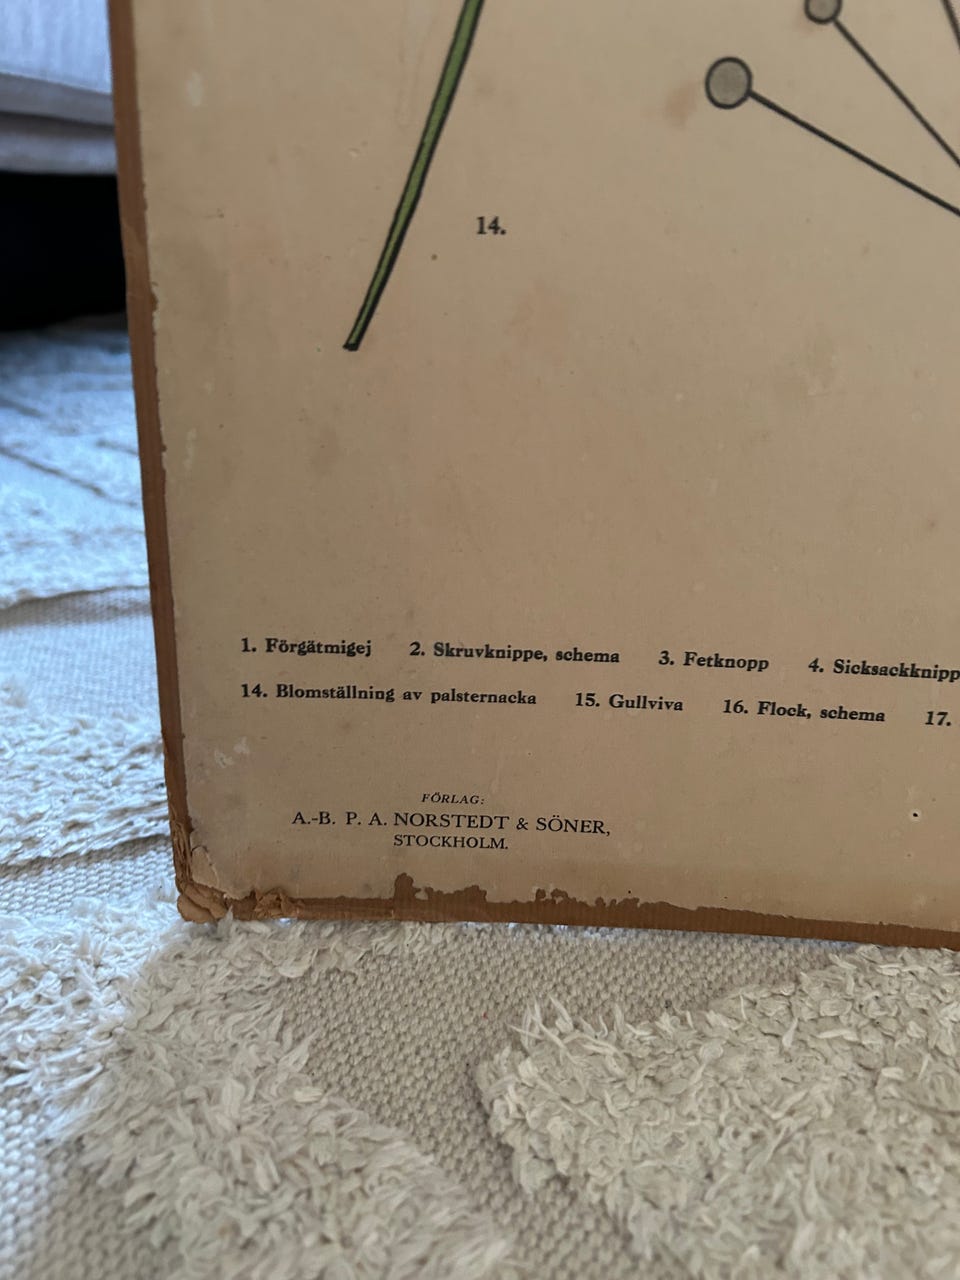 14.
1. Förgätmigej 2. Skruvknippe, schema 3. Fetknopp 4. Sicksackknipp
14. Blomställning av palsternacka 15. Gullviva 16. Flock, schema 17.
FÖRLAG:
A.-B. P. A. NORSTEDT & SÖNER,
STOCKHOLM.